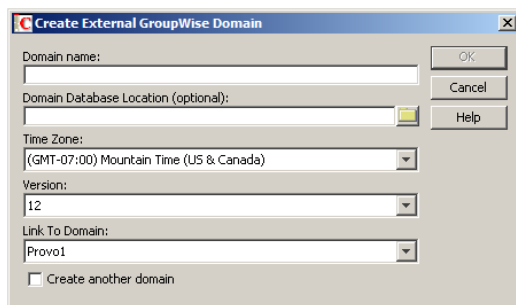 Create External GroupWise Domain
Domain name:
OK
Cancel
Domain Database Location (optional):
Help
Time Zone:
(GMT-07:00) Mountain Time (US & Canada)
Version:
12
Link To Domain:
Provo1
Create another domain